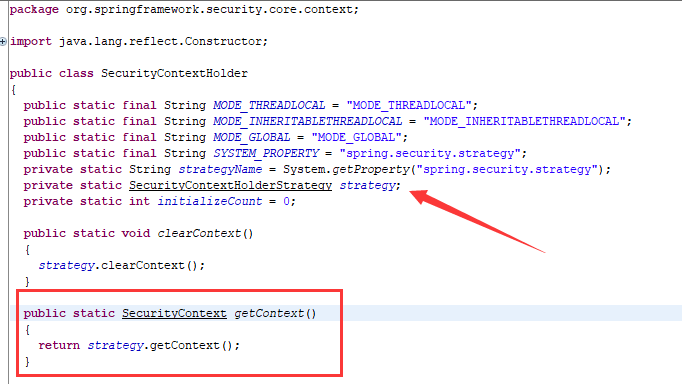 package org.springframework.security.core.context;
import java.lang.reflect.Constructor;
public class SecurityContextHolder
{
public static final String MODE_THREADLOCAL = "MODE_THREADLOCAL";
public static final String MODE_INHERITABLETHREADLOCAL = "MODE_INHERITABLETHREADLOCAL";
public static final String MODE_GLOBAL = "MODE_GLOBAL";
public static final String SYSTEM_PROPERTY = "spring.security.strategy";
private static String strategyName = System.getProperty("spring.security.strategy");
private static SecurityContextHolderStrategy strategy;
private static int initializeCount = 0;
public static void clearContext()
{
strategy.clearContext();
}
public static SecurityContext getContext()
{
return strategy.getContext();
}